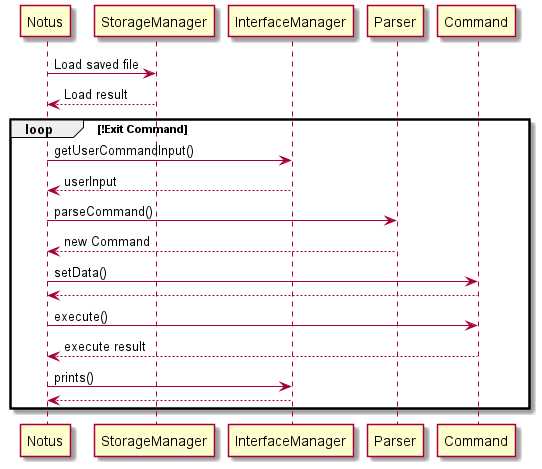 Notus StorageManager InterfaceManager Parser Command
Load saved file
Load result
loop [!Exit Command]
getUserCommandInput()
userInput
parseCommand()
new Command
setData()
execute()
execute result
prints()
Notus StorageManager InterfaceManager Parser Command